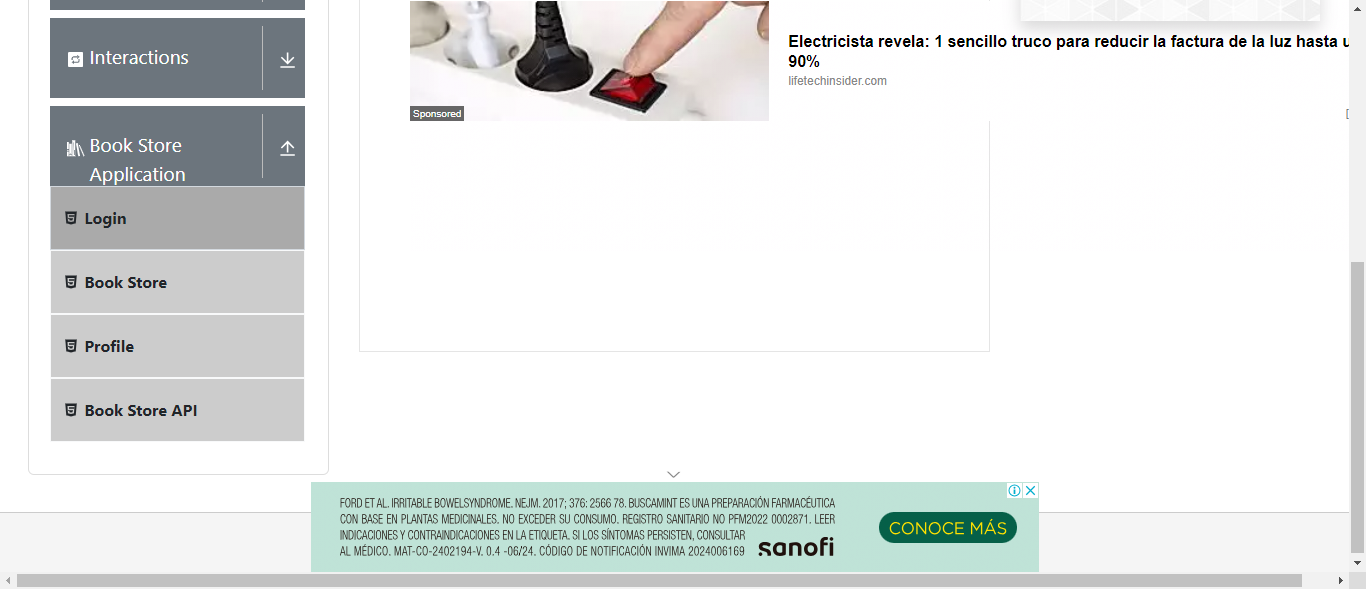 Interactions
Book Store
Application
Login
Book Store
Profile
Book Store API
Sponsored
Electricista revela: 1 sencillo truco para reducir la factura de la luz hasta u
90%
lifetechinsider.com
FORD ET AL. IRRITABLE BOWELSYNDROME. NEJM. 2017; 376: 2566 78. BUSCAMINT ES UNA PREPARACIÓN FARMACÉUTICA
CON BASE EN PLANTAS MEDICINALES. NO EXCEDER SU CONSUMO. REGISTRO SANITARIO NO PFM2022 0002871. LEER
INDICACIONES Y CONTRAINDICACIONES EN LA ETIQUETA. SI LOS SÍNTOMAS PERSISTEN, CONSULTAR
AL MÉDICO. MAT-CO-2402194-V. 0.4 -06/24. CÓDIGO DE NOTIFICACIÓN INVIMA 2024006169
sanofi
CONOCE MÁS